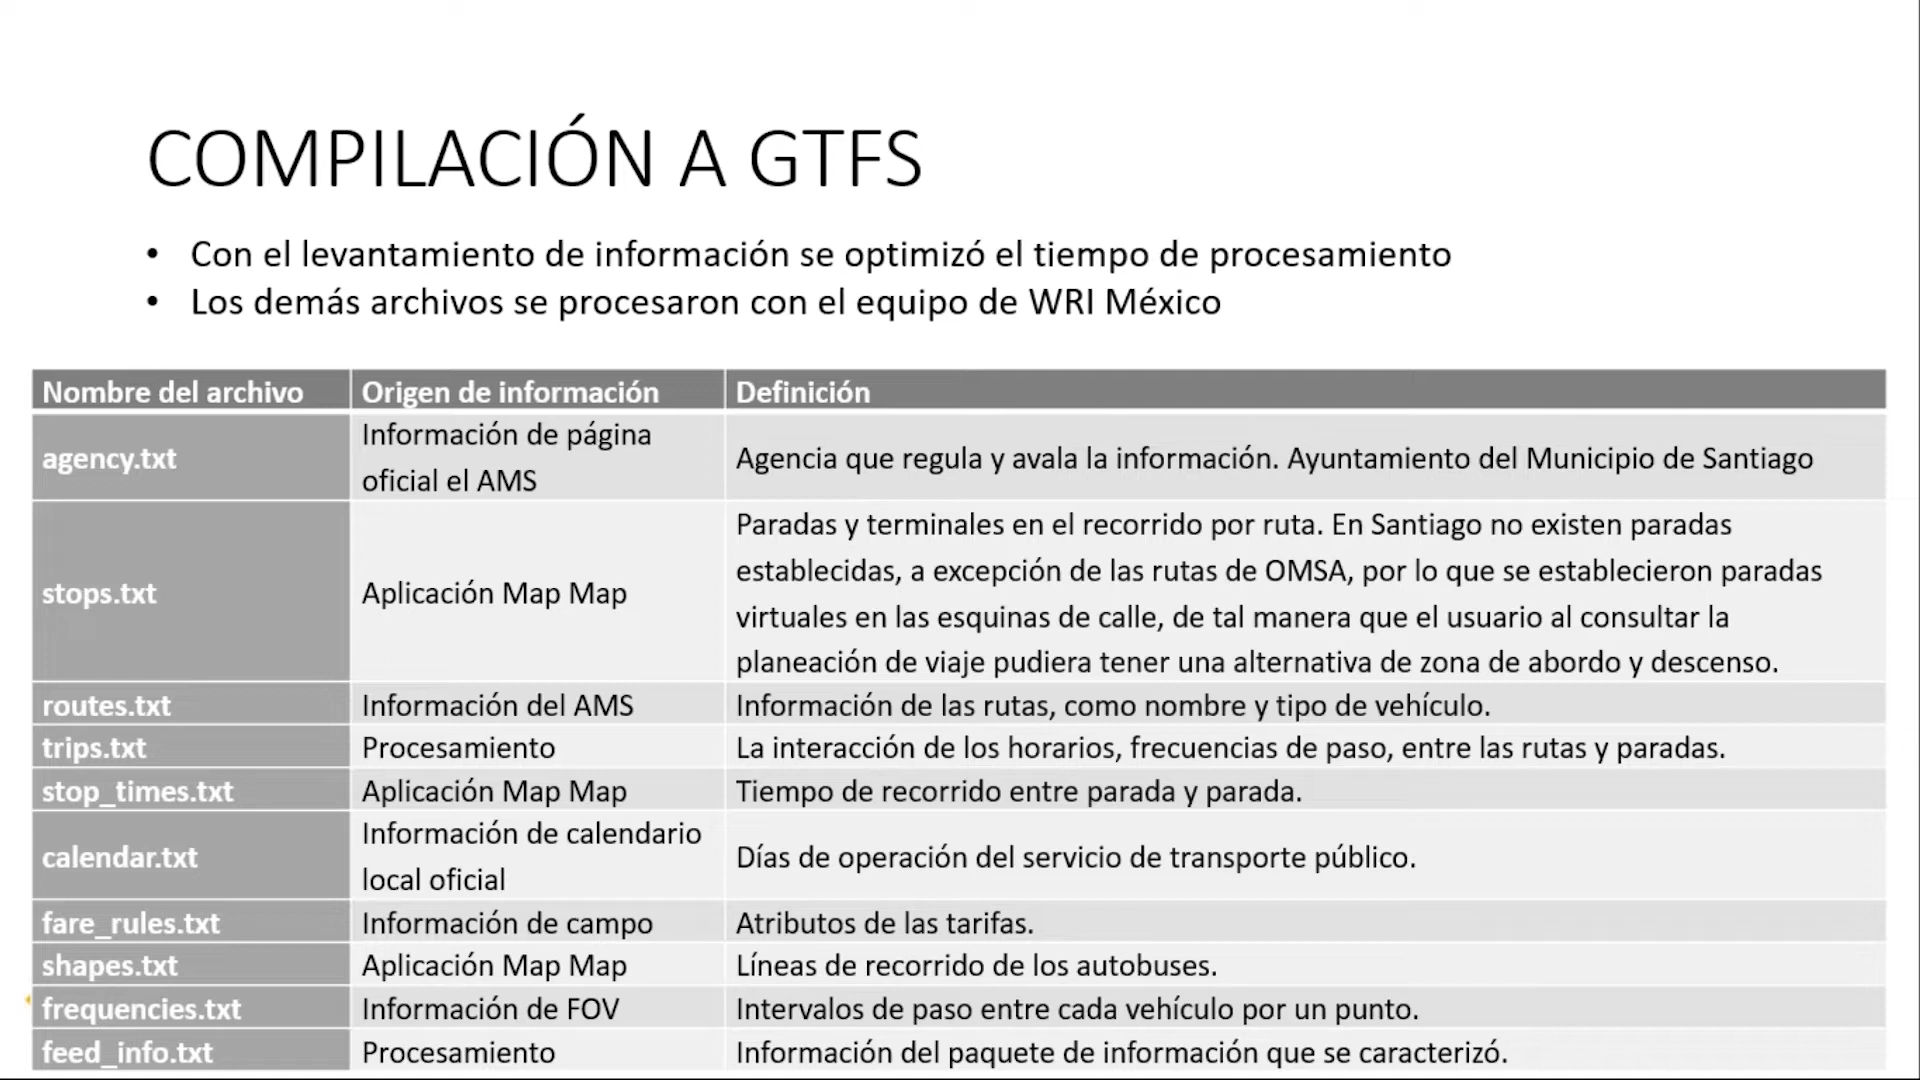 COMPILACIÓN A GTFS
• Con el levantamiento de información se optimizó el tiempo de procesamiento
• Los demás archivos se procesaron con el equipo de WRI México
Nombre del archivo Origen de información Definición
agency.txt Información de página oficial el AMS Agencia que regula y avala la información. Ayuntamiento del Municipio de Santiago
stops.txt Aplicación Map Map Paradas y terminales en el recorrido por ruta. En Santiago no existen paradas
establecidas, a excepción de las rutas de OMSA, por lo que se establecieron paradas
virtuales en las esquinas de calle, de tal manera que el usuario al consultar la
planeación de viaje pudiera tener una alternativa de zona de abordo y descenso.
routes.txt Información del AMS Información de las rutas, como nombre y tipo de vehículo.
trips.txt Procesamiento La interacción de los horarios, frecuencias de paso, entre las rutas y paradas.
stop_times.txt Aplicación Map Map Tiempo de recorrido entre parada y parada.
calendar.txt Información de calendario local oficial Días de operación del servicio de transporte público.
fare_rules.txt Información de campo Atributos de las tarifas.
shapes.txt Aplicación Map Map Líneas de recorrido de los autobuses.
frequencies.txt Información de FOV Intervalos de paso entre cada vehículo por un punto.
feed_info.txt Procesamiento Información del paquete de información que se caracterizó.